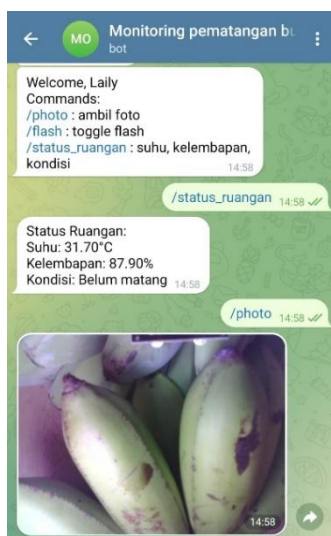 MO
Monitoring pematangan bu
bot
Welcome, Laily
Commands:
/photo : ambil foto
/flash : toggle flash
/status_ruangan : suhu, kelembapan,
kondisi
14:58
/status_ruangan 14:58
Status Ruangan:
Suhu: 31.70°C
Kelembapan: 87.90%
Kondisi: Belum matang 14:58
/photo 14:58
14:58